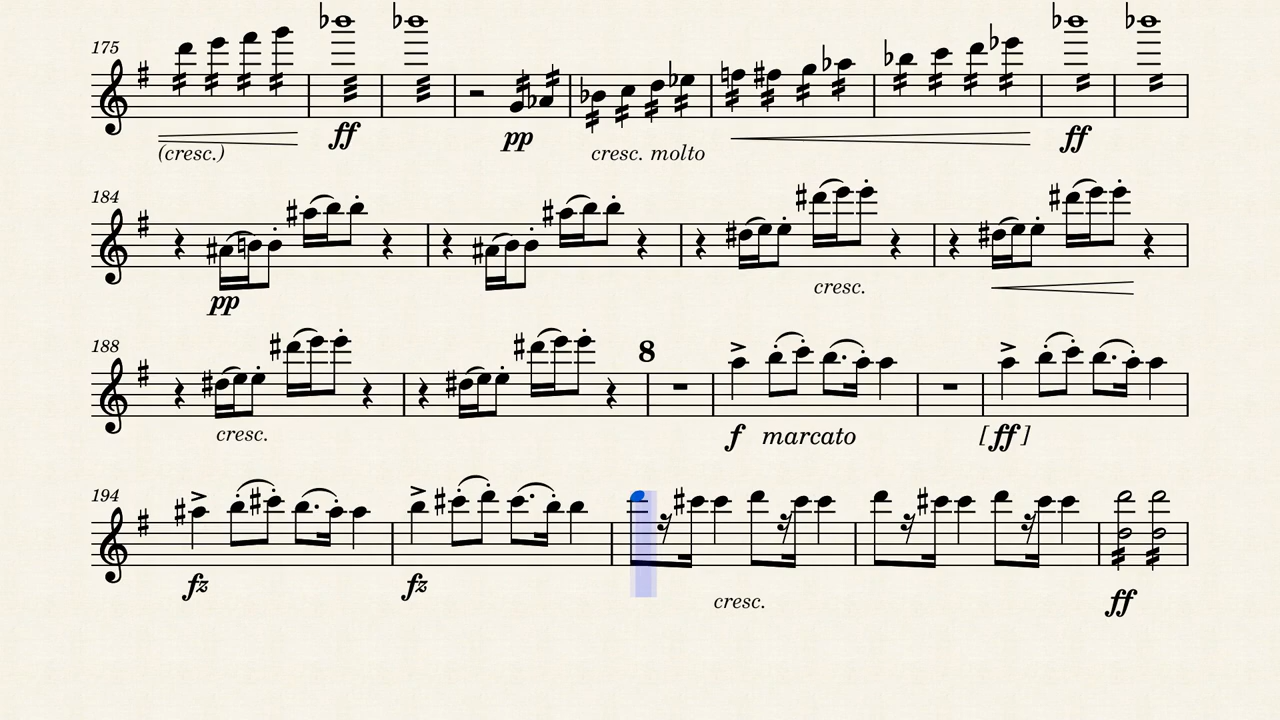 175
ff pp ff
(cresc.) cresc. molto
184
pp cresc.
188 8
cresc. f marcato [ff]
194
fz fz cresc. ff